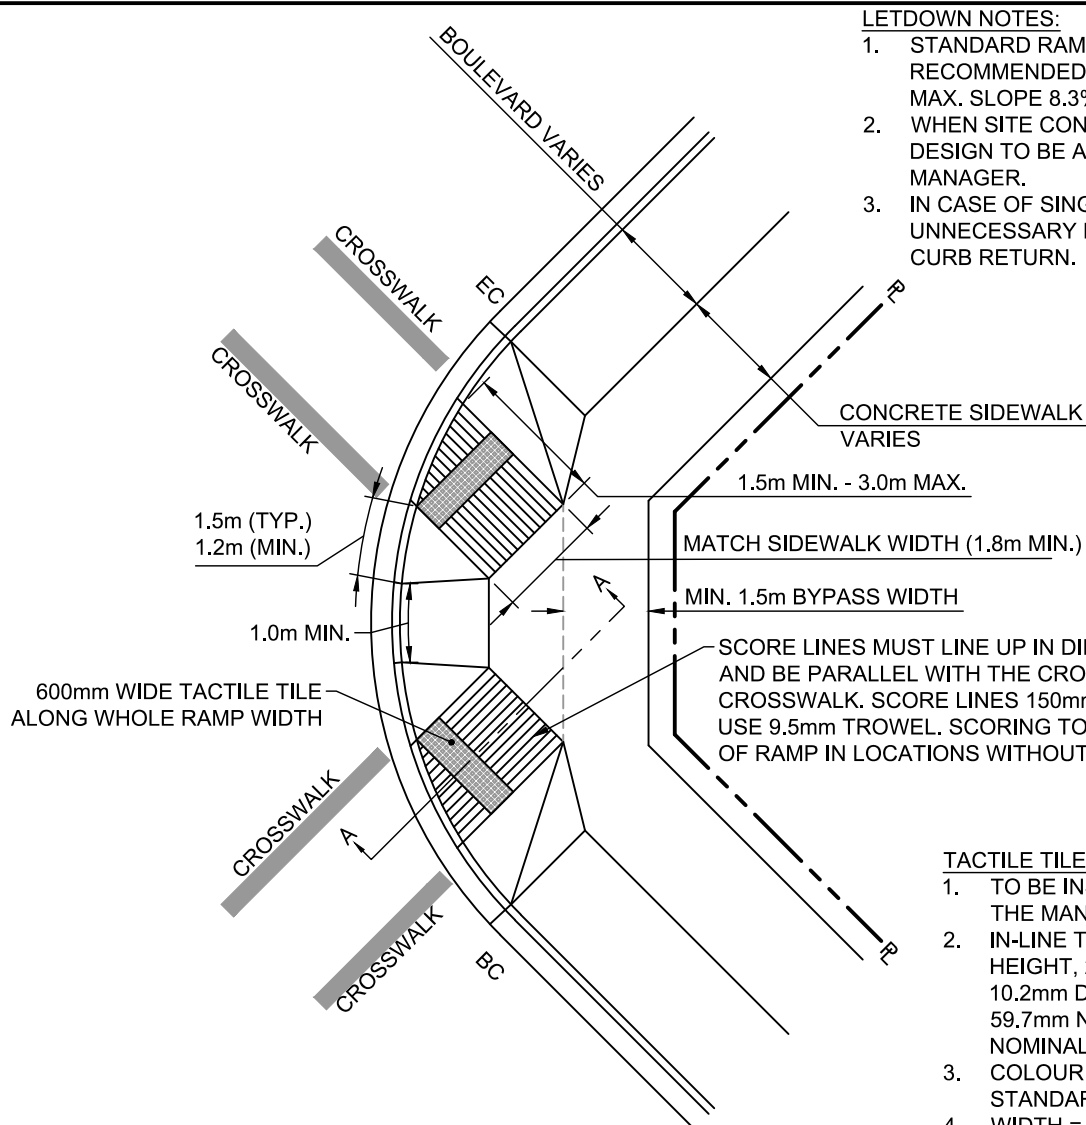 LETDOWN NOTES:
1. STANDARD RAM
RECOMMENDED
MAX. SLOPE 8.3%
2. WHEN SITE CON
DESIGN TO BE A
MANAGER.
3. IN CASE OF SING
UNNECESSARY
CURB RETURN.
BOULEVARD VARIES
CROSSWALK
EC
CROSSWALK
PL
CONCRETE SIDEWALK
VARIES
1.5m MIN. - 3.0m MAX.
1.5m (TYP.)
1.2m (MIN.)
MATCH SIDEWALK WIDTH (1.8m MIN.)
A
MIN. 1.5m BYPASS WIDTH
1.0m MIN.
SCORE LINES MUST LINE UP IN DI
AND BE PARALLEL WITH THE CRO
CROSSWALK. SCORE LINES 150m
USE 9.5mm TROWEL. SCORING TO
OF RAMP IN LOCATIONS WITHOUT
600mm WIDE TACTILE TILE
ALONG WHOLE RAMP WIDTH
CROSSWALK
A
CROSSWALK
BC
PL
TACTILE TILE
1. TO BE IN
THE MAN
2. IN-LINE T
HEIGHT,
10.2mm D
59.7mm N
NOMINAL
3. COLOUR
STANDAR
4. WIDTH =